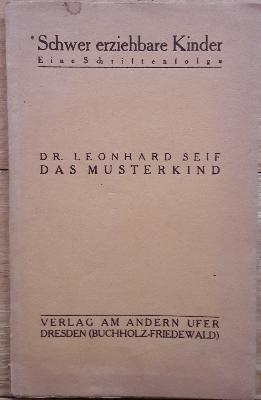 Schwer erziehbare Kinder
Eine Schriftenfolge
DR. LEONHARD SEIF
DAS MUSTERKIND
VERLAG AM ANDERN UFER
DRESDEN (BUCHHOLZ-FRIEDEWALD)